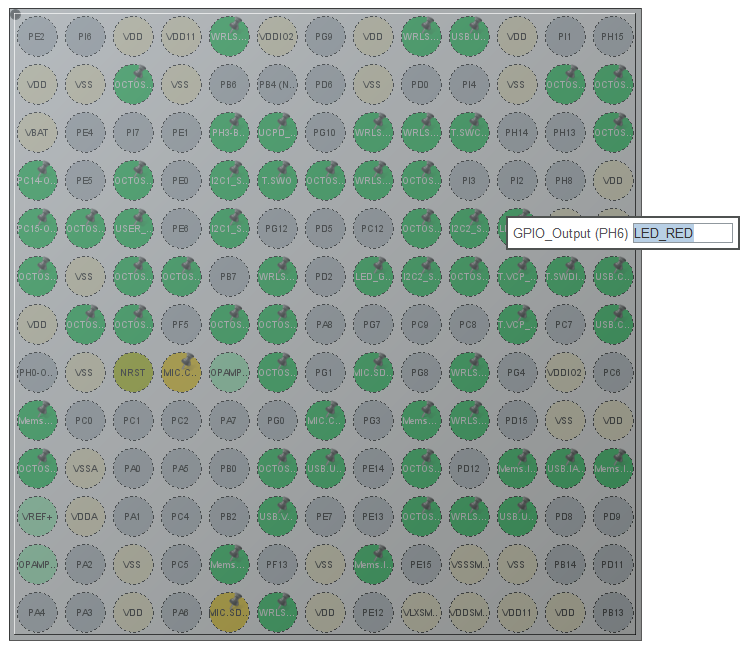 PE2 PI6 VDD VDD11 WRLS... VDDIO2 PG9 VDD WRLS... USB.U... VDD PI1 PH15
VDD VSS OCTOS... VSS PB6 PB4 (N... PD6 VSS PD0 PI4 VSS OCTOS... OCTOS...
VBAT PE4 PI7 PE1 PH3-B... UCPD_... PG10 WRLS... WRLS... T.SWC... PH14 PH13 OCTOS...
PC14-O... PE5 OCTOS... PE0 I2C1_S... T.SWO OCTOS... WRLS... OCTOS... PI3 PI2 PH8 VDD
PC15-O... OCTOS... USER_... PE6 I2C1_S... PG12 PD5 PC12 OCTOS... I2C2_S...
GPIO_Output (PH6) LED_RED
OCTOS... VSS OCTOS... OCTOS... PB7 WRLS... PD2 LED_G... I2C2_S... OCTOS... T.VCP_... T.SWDI... USB.C...
VDD OCTOS... OCTOS... PF5 OCTOS... OCTOS... PA8 PG7 PC9 PC8 T.VCP_... PC7 USB.C...
PH0-O... VSS NRST MIC.C... OPAMP... OCTOS... PG1 MIC.SD... PG8 WRLS... PG4 VDDIO2 PC6
Mems... PC0 PC1 PC2 PA7 PG0 MIC.C... PG3 Mems... WRLS... PD15 VSS VDD
OCTOS... VSSA PA0 PA5 PB0 OCTOS... USB.U... PE14 OCTOS... PD12 Mems.I... USB.IA... Mems.I...
VREF+ VDDA PA1 PC4 PB2 USB.V... PE7 PE13 OCTOS... WRLS... USB.U... PD8 PD9
OPAMP... PA2 VSS PC5 Mems... PF13 VSS Mems.I... PE15 VSSSM... VSS PB14 PD11
PA4 PA3 VDD PA6 MIC.SD... WRLS... VDD PE12 VLXSM... VDDSM... VDD11 VDD PB13